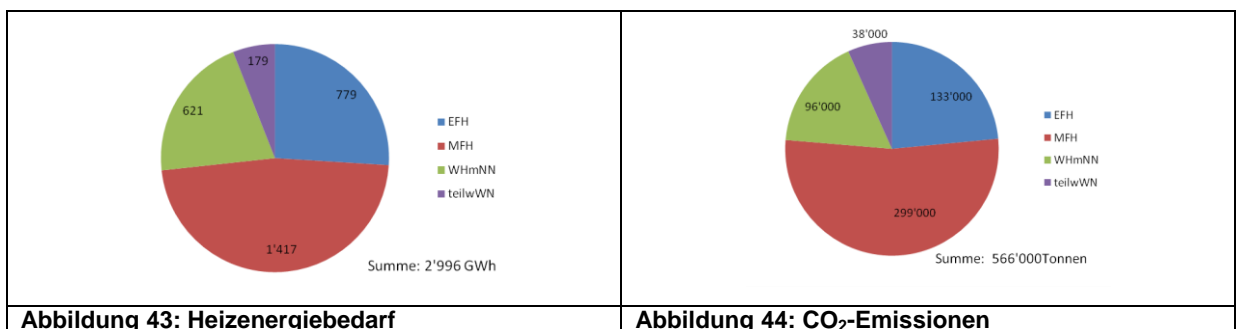 179
779
621
1'417
EFH
MFH
WHmNN
teilwWN
Summe: 2'996 GWh
38'000
133'000
96'000
299'000
EFH
MFH
WHmNN
teilwWN
Summe: 566'000Tonnen
Abbildung 43: Heizenergiebedarf
Abbildung 44: CO₂-Emissionen